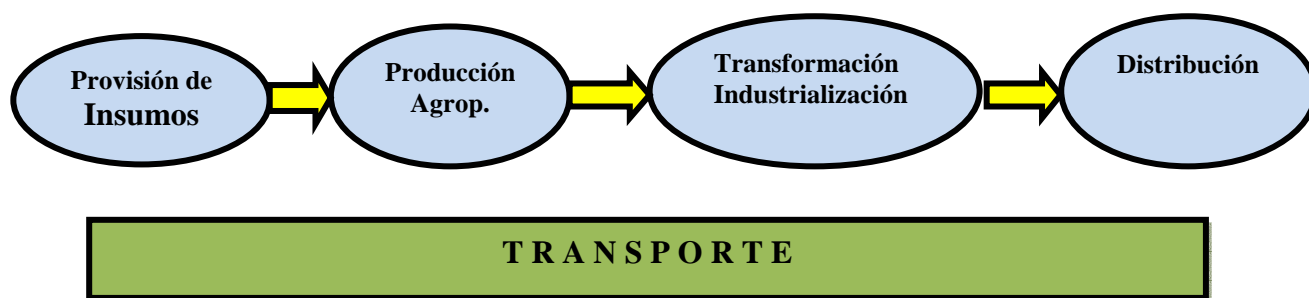 Provisión de
Insumos
Producción
Agrop.
Transformación
Industrialización
Distribución
T R A N S P O R T E